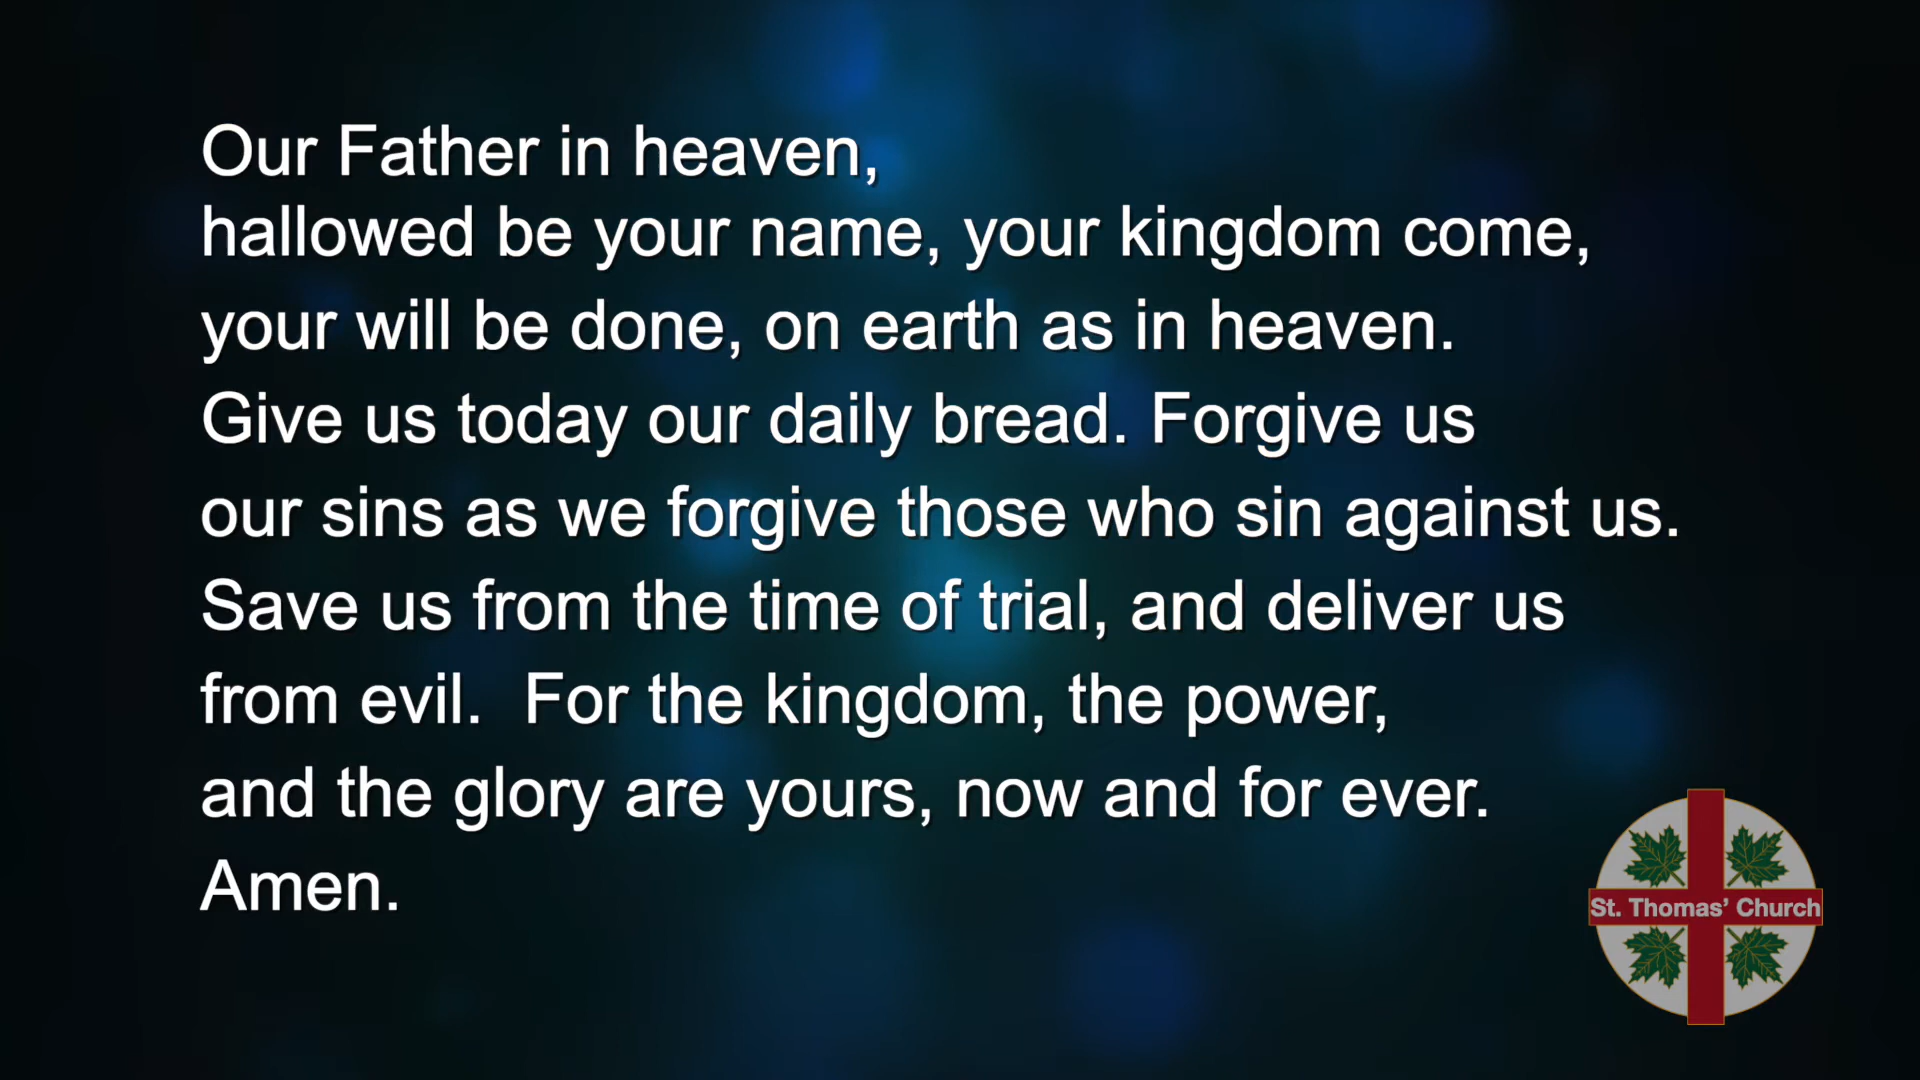 Our Father in heaven,
hallowed be your name, your kingdom come,
your will be done, on earth as in heaven.
Give us today our daily bread. Forgive us
our sins as we forgive those who sin against us.
Save us from the time of trial, and deliver us
from evil.  For the kingdom, the power,
and the glory are yours, now and for ever.
Amen.
St. Thomas’ Church